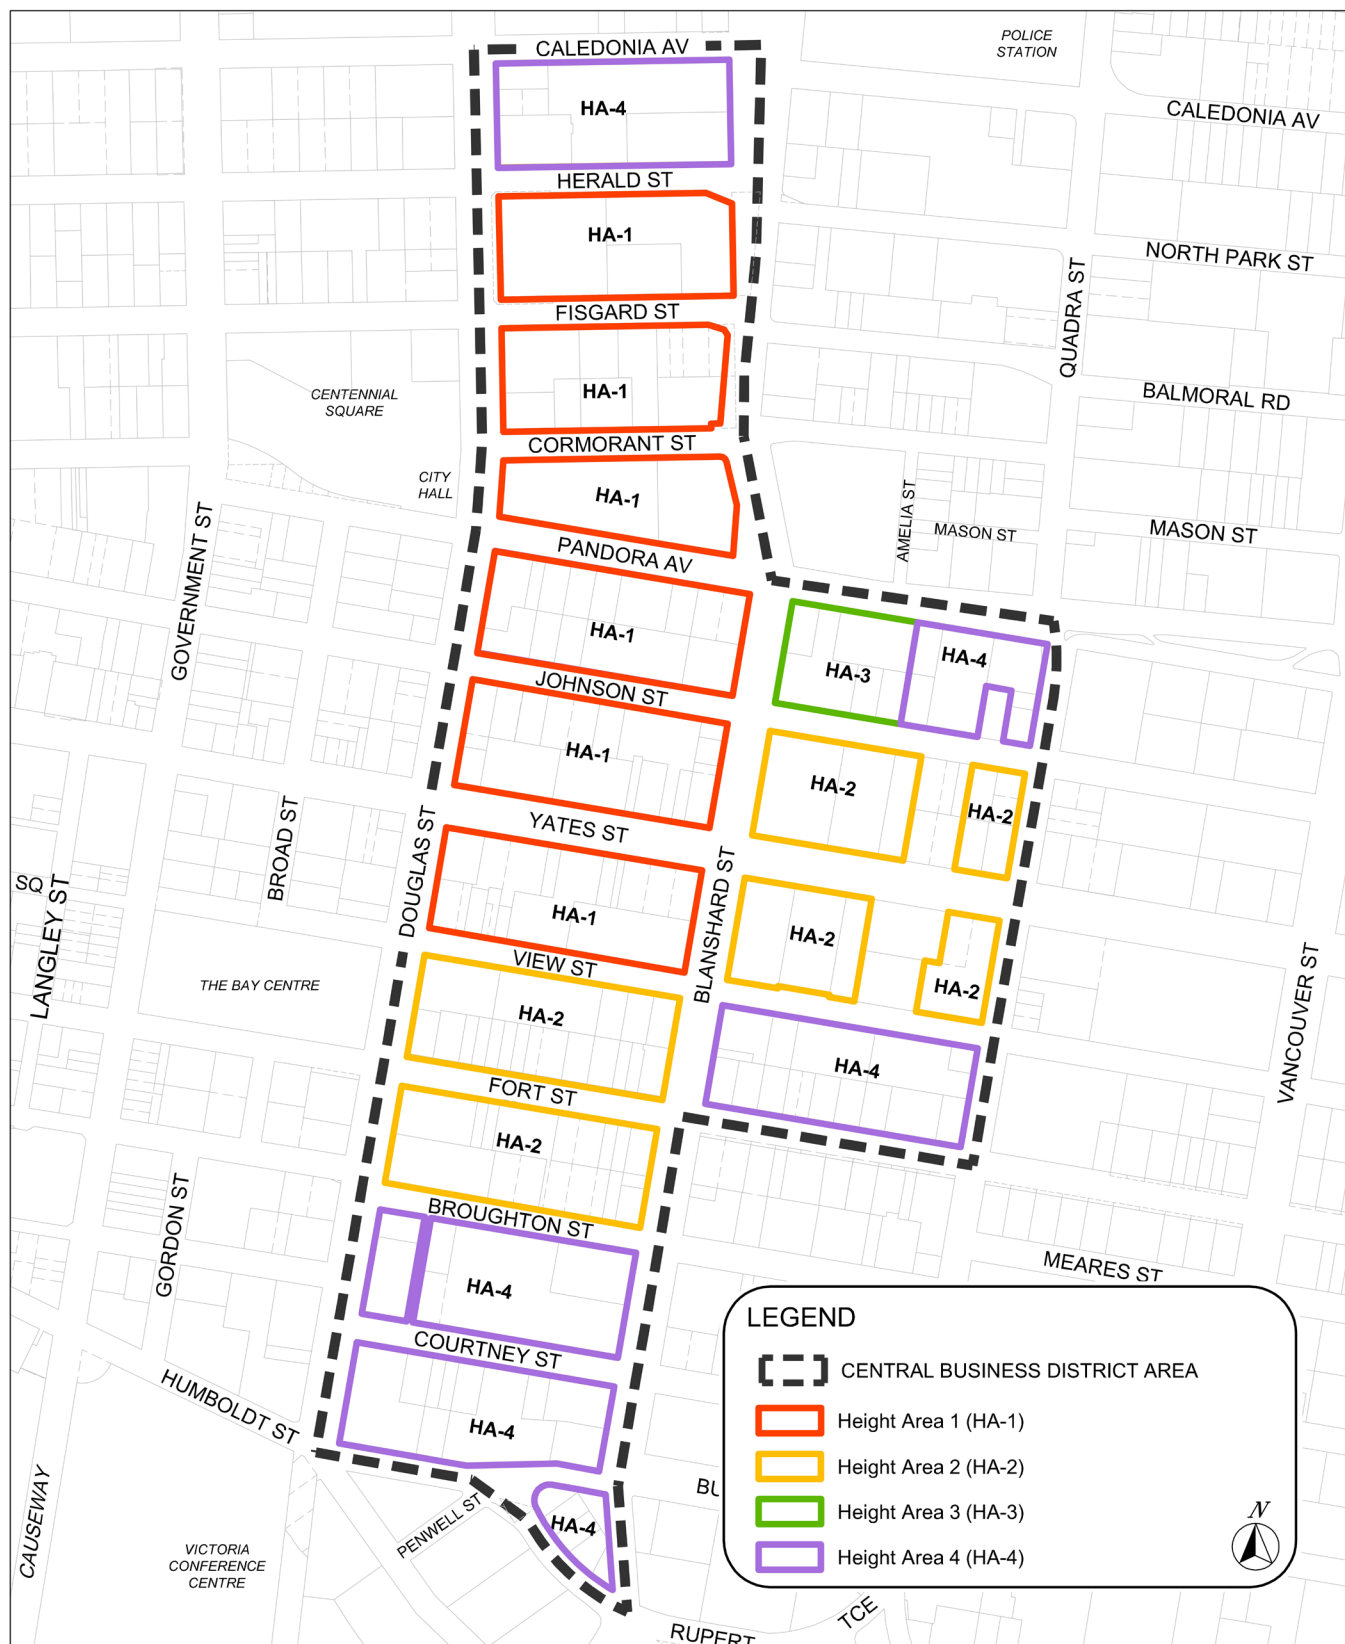 CALEDONIA AV
POLICE
STATION
HA-4
CALEDONIA AV
HERALD ST
HA-1
NORTH PARK ST
QUADRA ST
FISGARD ST
HA-1
CENTENNIAL
SQUARE
BALMORAL RD
CORMORANT ST
CITY
HALL
HA-1
AMELIA ST
MASON ST
MASON ST
GOVERNMENT ST
PANDORA AV
HA-1
HA-3
HA-4
JOHNSON ST
HA-1
HA-2
HA-2
YATES ST
BROAD ST
DOUGLAS ST
BLANSHARD ST
SQ
LANGLEY ST
HA-1
HA-2
VIEW ST
THE BAY CENTRE
HA-2
HA-2
VANCOUVER ST
HA-4
FORT ST
HA-2
GORDON ST
BROUGHTON ST
MEARES ST
HA-4
COURTNEY ST
HUMBOLDT ST
HA-4
LEGEND
CENTRAL BUSINESS DISTRICT AREA
Height Area 1 (HA-1)
Height Area 2 (HA-2)
Height Area 3 (HA-3)
Height Area 4 (HA-4)
N
BU
CAUSEWAY
PENWELL ST
HA-4
VICTORIA
CONFERENCE
CENTRE
TCE
RUPERT